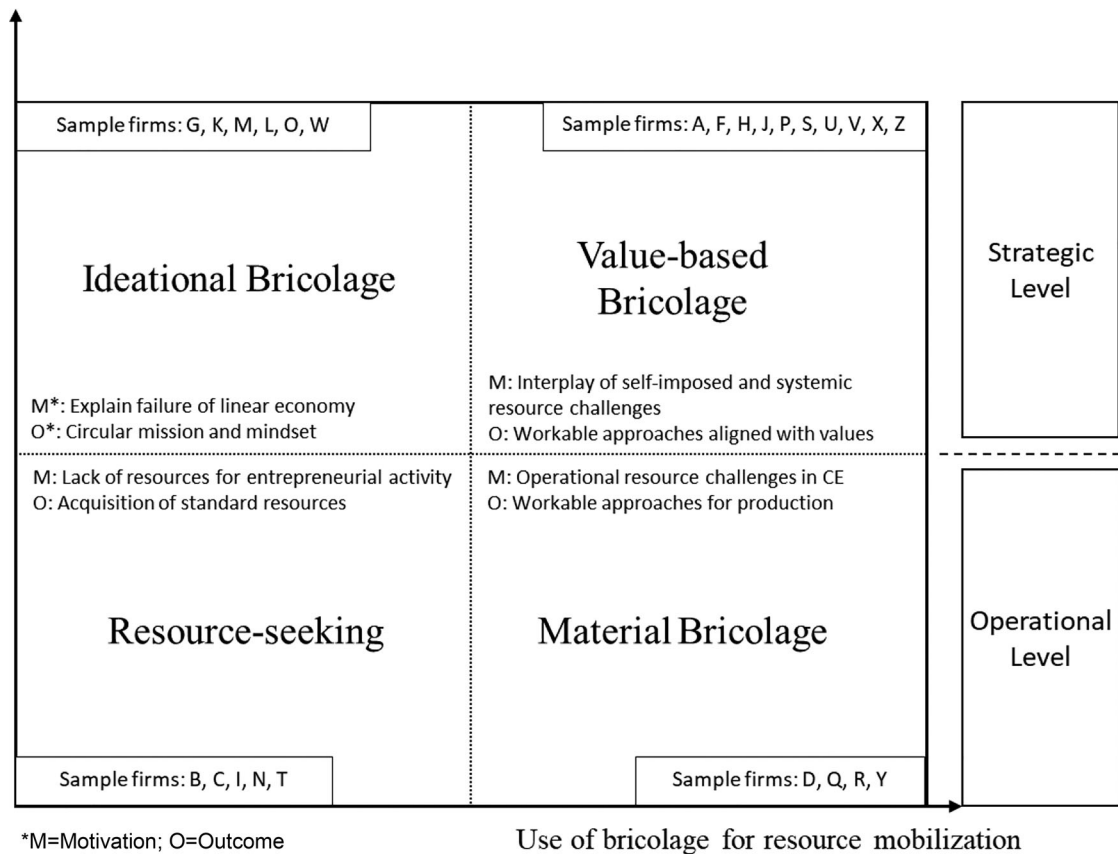 Sample firms: G, K, M, L, O, W
Sample firms: A, F, H, J, P, S, U, V, X, Z
Ideational Bricolage
Value-based
Bricolage
Strategic
Level
M*: Explain failure of linear economy
O*: Circular mission and mindset
M: Interplay of self-imposed and systemic
resource challenges
O: Workable approaches aligned with values
M: Lack of resources for entrepreneurial activity
O: Acquisition of standard resources
M: Operational resource challenges in CE
O: Workable approaches for production
Resource-seeking
Material Bricolage
Operational
Level
Sample firms: B, C, I, N, T
Sample firms: D, Q, R, Y
*M=Motivation; O=Outcome
Use of bricolage for resource mobilization